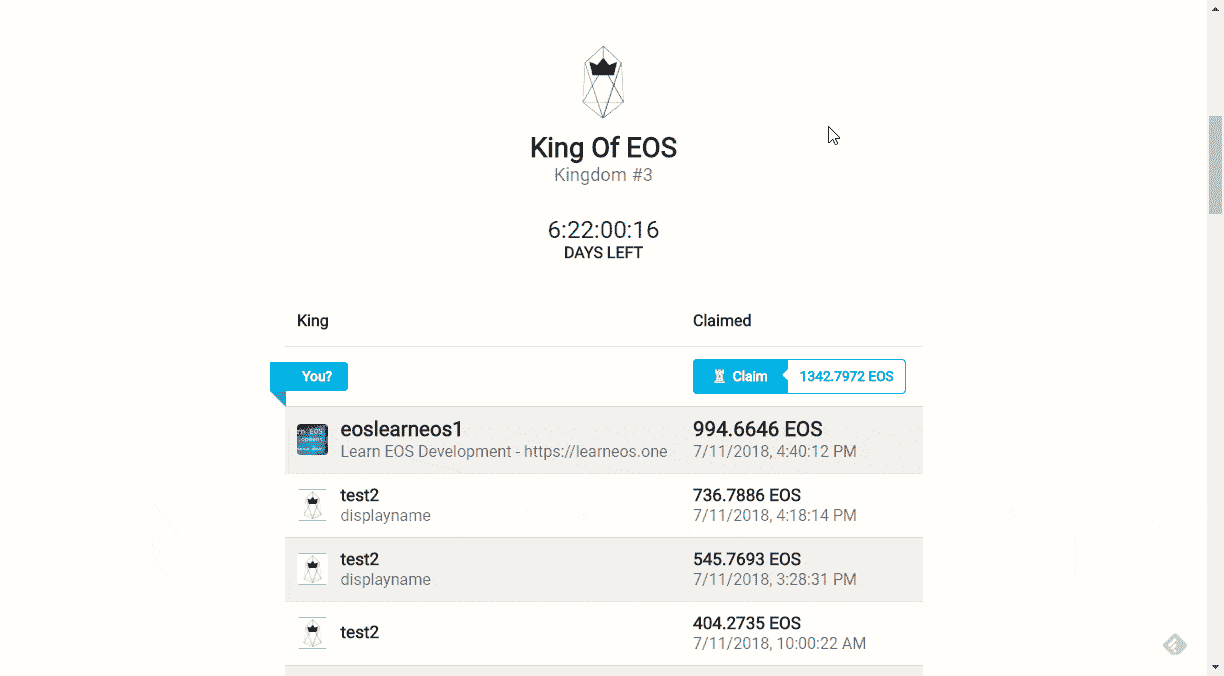 King Of EOS
Kingdom #3
6:22:00:16
DAYS LEFT
King Claimed
You? Claim 1342.7972 EOS
eoslearneos1 994.6646 EOS
Learn EOS Development - https://learneos.one 7/11/2018, 4:40:12 PM
test2 736.7886 EOS
displayname 7/11/2018, 4:18:14 PM
test2 545.7693 EOS
displayname 7/11/2018, 3:28:31 PM
test2 404.2735 EOS
7/11/2018, 10:00:22 AM